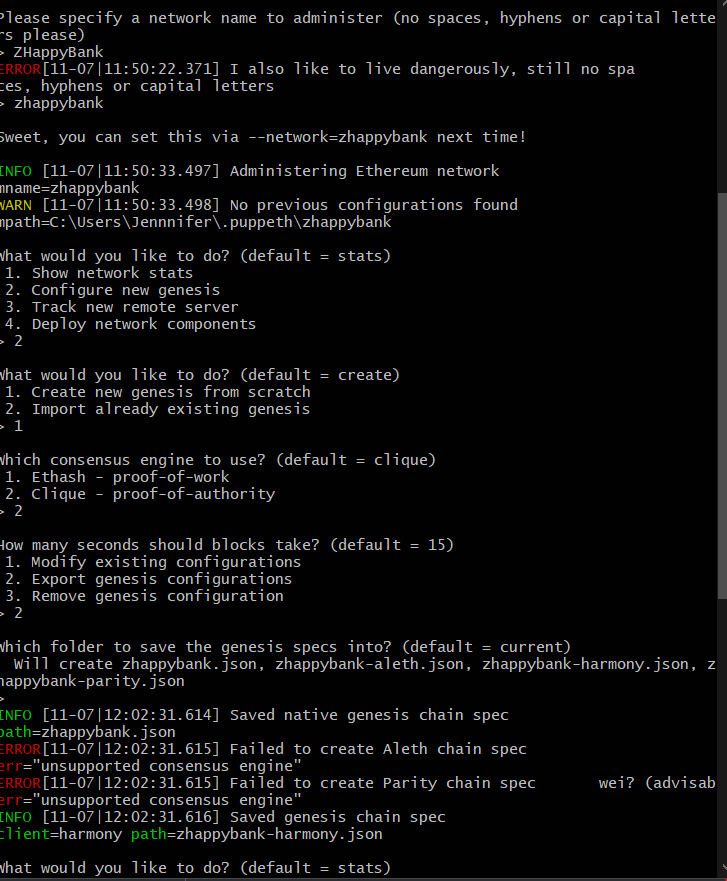 Please specify a network name to administer (no spaces, hyphens or capital lette
rs please)
> ZHappyBank
ERROR[11-07|11:50:22.371] I also like to live dangerously, still no spa
ces, hyphens or capital letters
> zhappybank
Sweet, you can set this via --network=zhappybank next time!
INFO [11-07|11:50:33.497] Administering Ethereum network
mname=zhappybank
WARN [11-07|11:50:33.498] No previous configurations found
mpath=C:\Users\Jennnifer\.puppeth\zhappybank
What would you like to do? (default = stats)
1. Show network stats
2. Configure new genesis
3. Track new remote server
4. Deploy network components
> 2
What would you like to do? (default = create)
1. Create new genesis from scratch
2. Import already existing genesis
> 1
Which consensus engine to use? (default = clique)
1. Ethash - proof-of-work
2. Clique - proof-of-authority
> 2
How many seconds should blocks take? (default = 15)
1. Modify existing configurations
2. Export genesis configurations
3. Remove genesis configuration
> 2
Which folder to save the genesis specs into? (default = current)
Will create zhappybank.json, zhappybank-aleth.json, zhappybank-harmony.json, z
happybank-parity.json
>
INFO [11-07|12:02:31.614] Saved native genesis chain spec
path=zhappybank.json
ERROR[11-07|12:02:31.615] Failed to create Aleth chain spec
err="unsupported consensus engine"
ERROR[11-07|12:02:31.615] Failed to create Parity chain spec wei? (advisab
err="unsupported consensus engine"
INFO [11-07|12:02:31.616] Saved genesis chain spec
client=harmony path=zhappybank-harmony.json
What would you like to do? (default = stats)